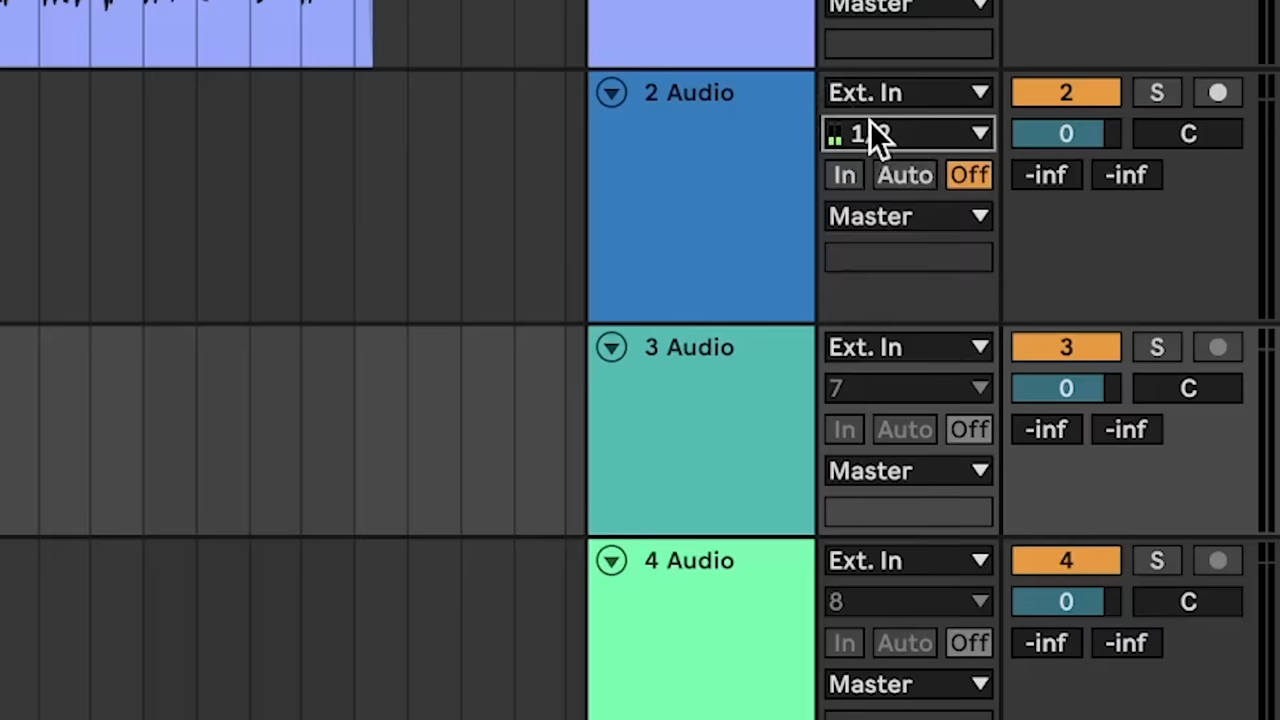 Master
2 Audio Ext. In 2 S
1/2 0 C
In Auto Off -inf -inf
Master
3 Audio Ext. In 3 S
7 0 C
In Auto Off -inf -inf
Master
4 Audio Ext. In 4 S
8 0 C
In Auto Off -inf -inf
Master